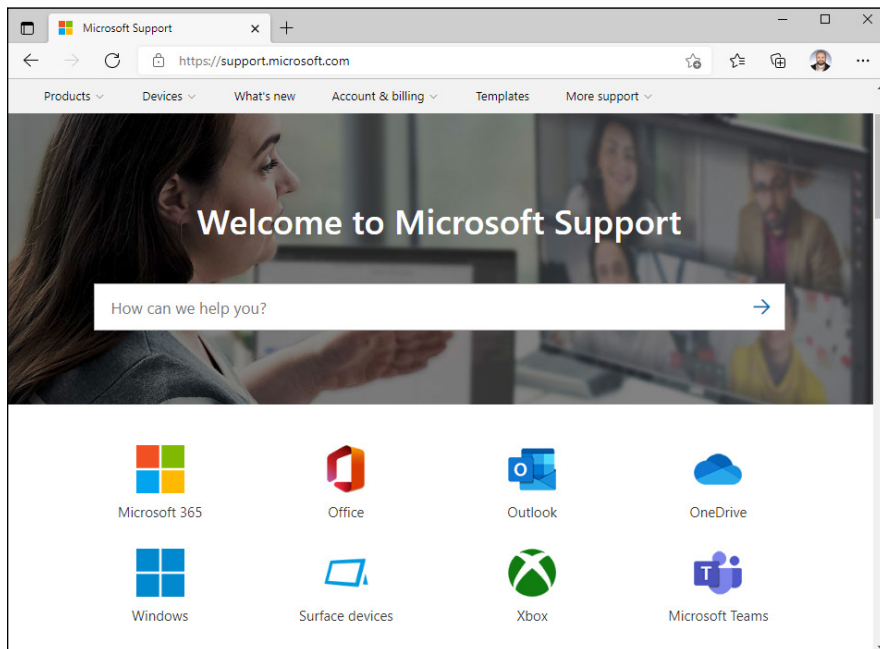 Microsoft Support
https://support.microsoft.com
Products Devices What's new Account & billing Templates More support
Welcome to Microsoft Support
How can we help you?
Microsoft 365 Office Outlook OneDrive
Windows Surface devices Xbox Microsoft Teams